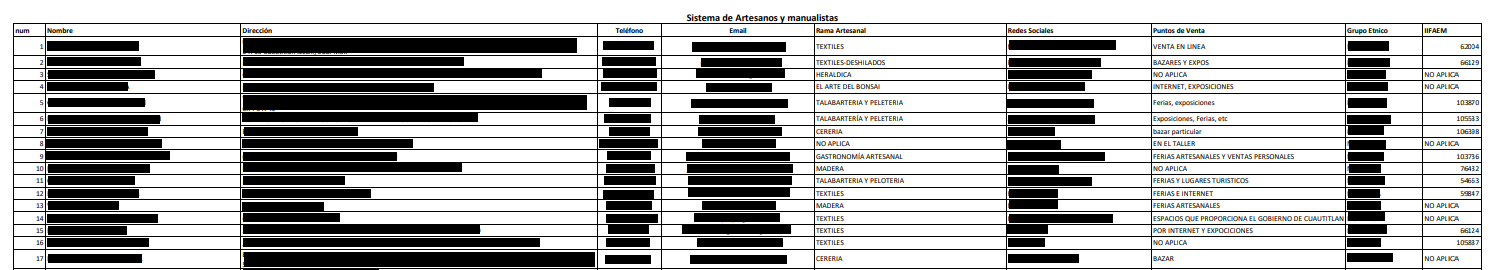 Sistema de Artesanos y manualistas
num Nombre Dirección Teléfono Email Rama Artesanal Redes Sociales Puntos de Venta Grupo Etnico IIFAEM
1 TEXTILES VENTA EN LINEA 62004
2 TEXTILES-DESHILADOS BAZARES Y EXPOS 66129
3 HERALDICA NO APLICA NO APLICA
4 EL ARTE DEL BONSAI INTERNET, EXPOSICIONES NO APLICA
5 TALABARTERIA Y PELETERIA Ferias, exposiciones 103870
6 TALABARTERÍA Y PELETERIA Exposiciones, Ferias, etc 105533
7 CERERIA bazar particular 106398
8 NO APLICA EN EL TALLER NO APLICA
9 GASTRONOMÍA ARTESANAL FERIAS ARTESANALES Y VENTAS PERSONALES 103736
10 MADERA NO APLICA 76432
11 TALABARTERIA Y PELOTERIA FERIAS Y LUGARES TURISTICOS 54653
12 TEXTILES FERIAS E INTERNET 59847
13 MADERA FERIAS ARTESANALES NO APLICA
14 TEXTILES ESPACIOS QUE PROPORCIONA EL GOBIERNO DE CUAUTITLAN NO APLICA
15 TEXTILES POR INTERNET Y EXPOCICIONES 66124
16 TEXTILES NO APLICA 105837
17 CERERIA BAZAR NO APLICA